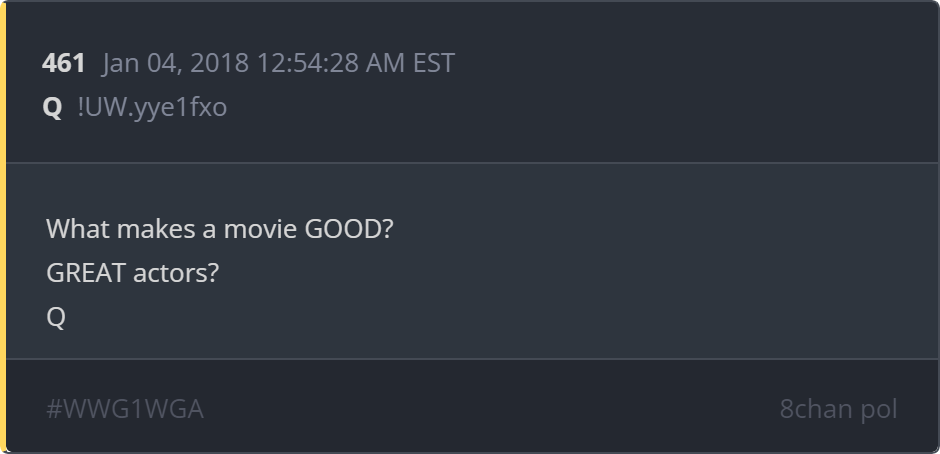 461 Jan 04, 2018 12:54:28 AM EST
Q !UW.yye1fxo
What makes a movie GOOD?
GREAT actors?
Q
#WWG1WGA 8chan pol